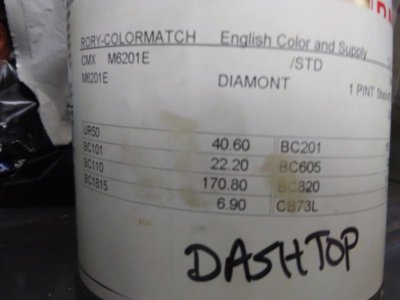 RORY-COLORMATCH English Color and Supply
CMX M6201E /STD
M6201E DIAMONT 1 PINT
UR50
BC101 40.60 BC201
BC110 22.20 BC605
BC1815 170.80 BC820
6.90 CB73L
DASHTOP